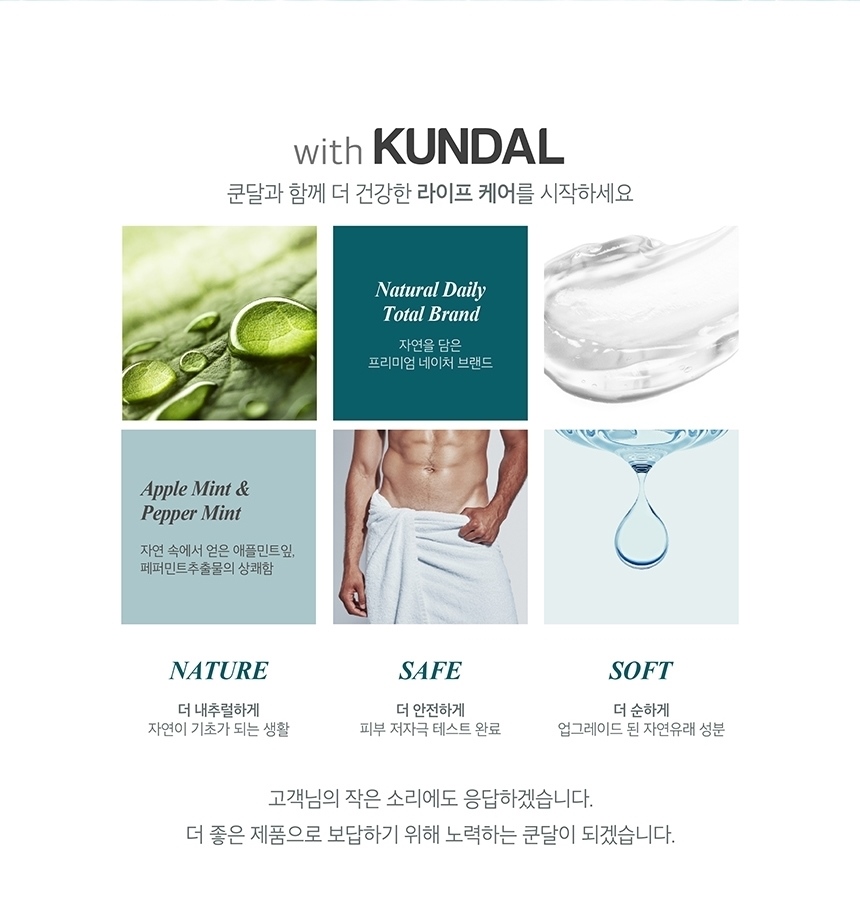 with KUNDAL
쿤달과 함께 더 건강한 라이프 케어를 시작하세요
Natural Daily
Total Brand
자연을 담은
프리미엄 네이처 브랜드
Apple Mint &
Pepper Mint
자연 속에서 얻은 애플민트잎,
페퍼민트추출물의 상쾌함
NATURE
더 내추럴하게
자연이 기초가 되는 생활
SAFE
더 안전하게
피부 저자극 테스트 완료
SOFT
더 순하게
업그레이드 된 자연유래 성분
고객님의 작은 소리에도 응답하겠습니다.
더 좋은 제품으로 보답하기 위해 노력하는 쿤달이 되겠습니다.